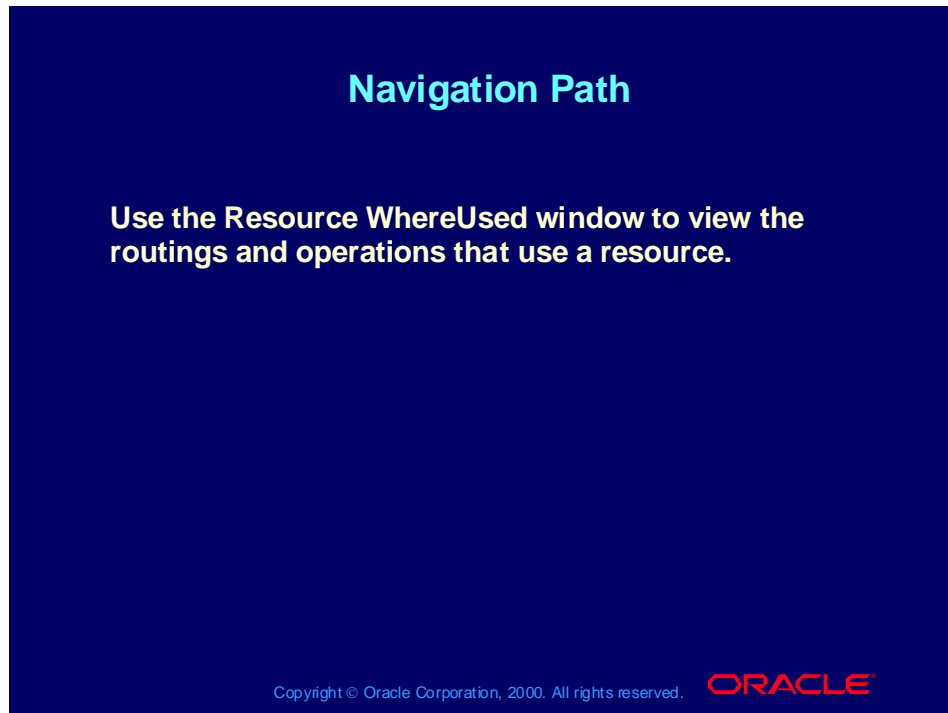 Navigation Path
Use the Resource WhereUsed window to view the
routings and operations that use a resource.
Copyright © Oracle Corporation, 2000. All rights reserved.
ORACLE®